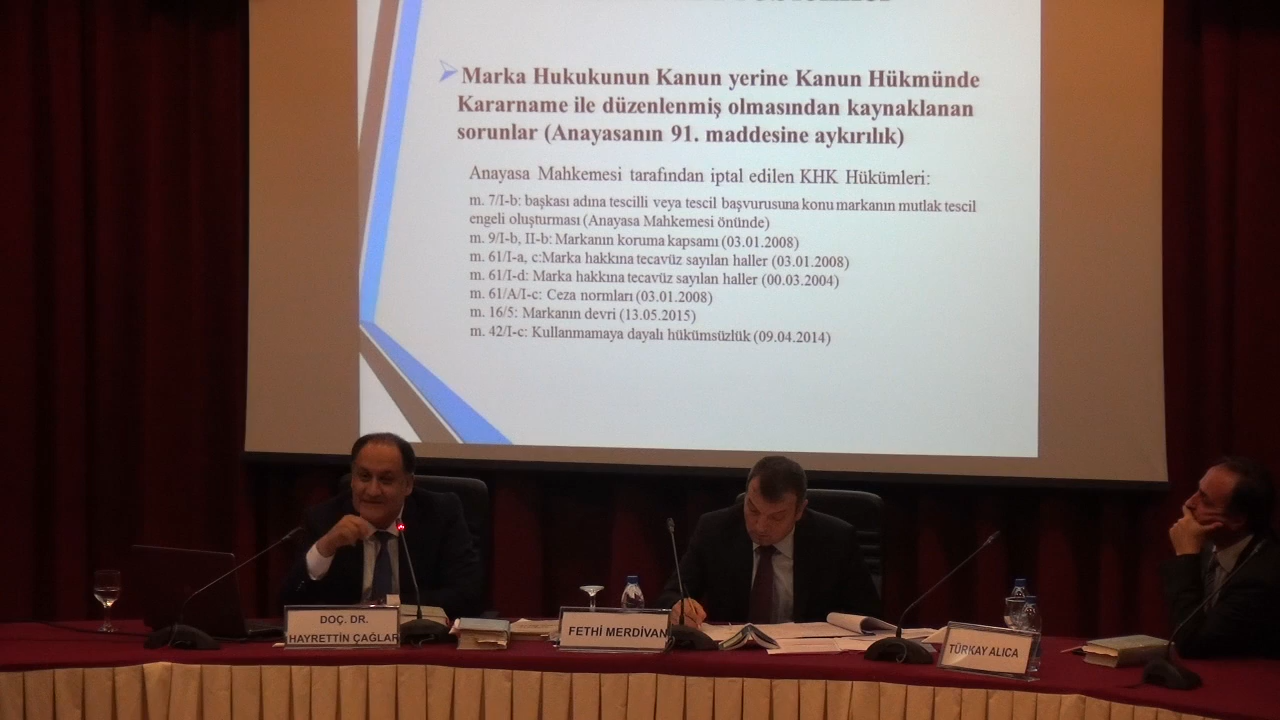 Marka Hukukunun Kanun yerine Kanun Hükmünde
Kararname ile düzenlenmiş olmasından kaynaklanan
sorunlar (Anayasanın 91. maddesine aykırılık)
Anayasa Mahkemesi tarafından iptal edilen KHK Hükümleri:
m. 7/I-b: başkası adına tescilli veya tescil başvurusuna konu markanın mutlak tescil
engeli oluşturması (Anayasa Mahkemesi önünde)
m. 9/I-b, II-b: Markanın koruma kapsamı (03.01.2008)
m. 61/I-a, c:Marka hakkına tecavüz sayılan haller (03.01.2008)
m. 61/I-d: Marka hakkına tecavüz sayılan haller (00.03.2004)
m. 61/A/I-c: Ceza normları (03.01.2008)
m. 16/5: Markanın devri (13.05.2015)
m. 42/I-c: Kullanmamaya dayalı hükümsüzlük (09.04.2014)
DOÇ. DR.
HAYRETTİN ÇAĞLAR
FETHİ MERDİVAN
TÜRKAY ALICA